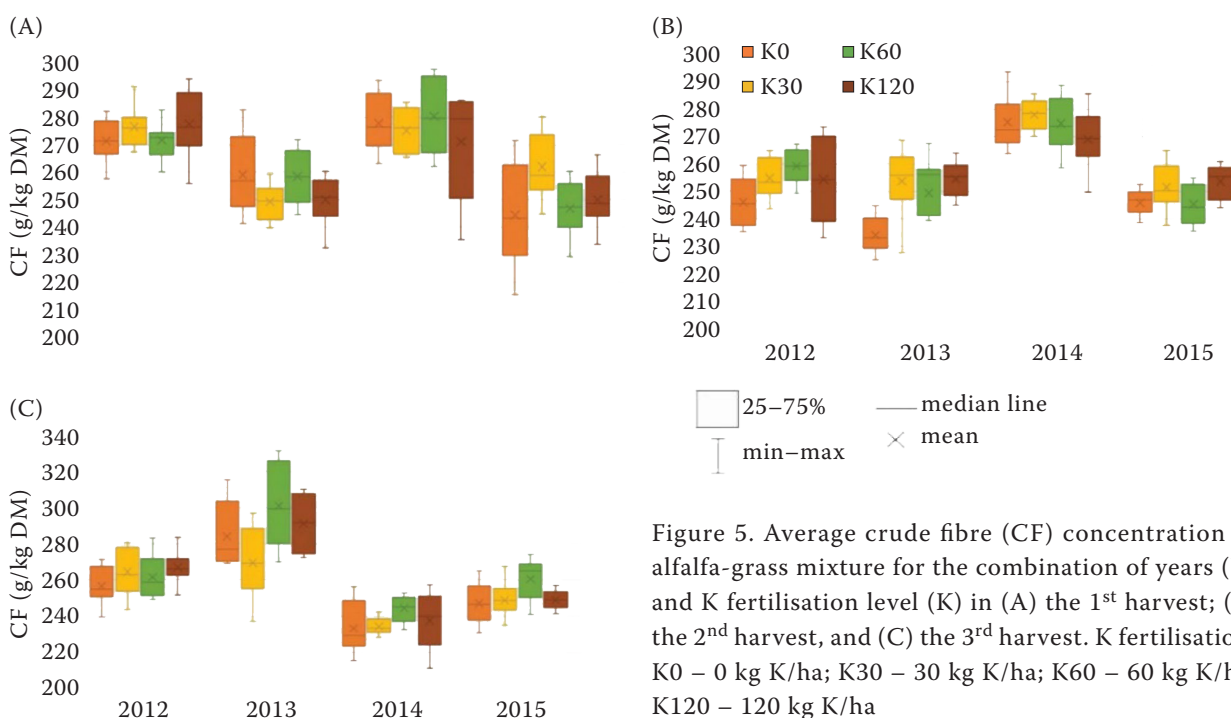 (A)
300
290
280
270
260
250
240
230
220
210
200
CF (g/kg DM)
(B)
300
290
280
270
260
250
240
230
220
210
200
CF (g/kg DM)
K0 K60
K30 K120
2012 2013 2014 2015
25–75% median line
min–max mean
(C)
340
320
300
280
260
240
220
200
CF (g/kg DM)
2012 2013 2014 2015
Figure 5. Average crude fibre (CF) concentration
alfalfa-grass mixture for the combination of years (
and K fertilisation level (K) in (A) the 1st harvest; (
the 2nd harvest, and (C) the 3rd harvest. K fertilisatio
K0 – 0 kg K/ha; K30 – 30 kg K/ha; K60 – 60 kg K/h
K120 – 120 kg K/ha